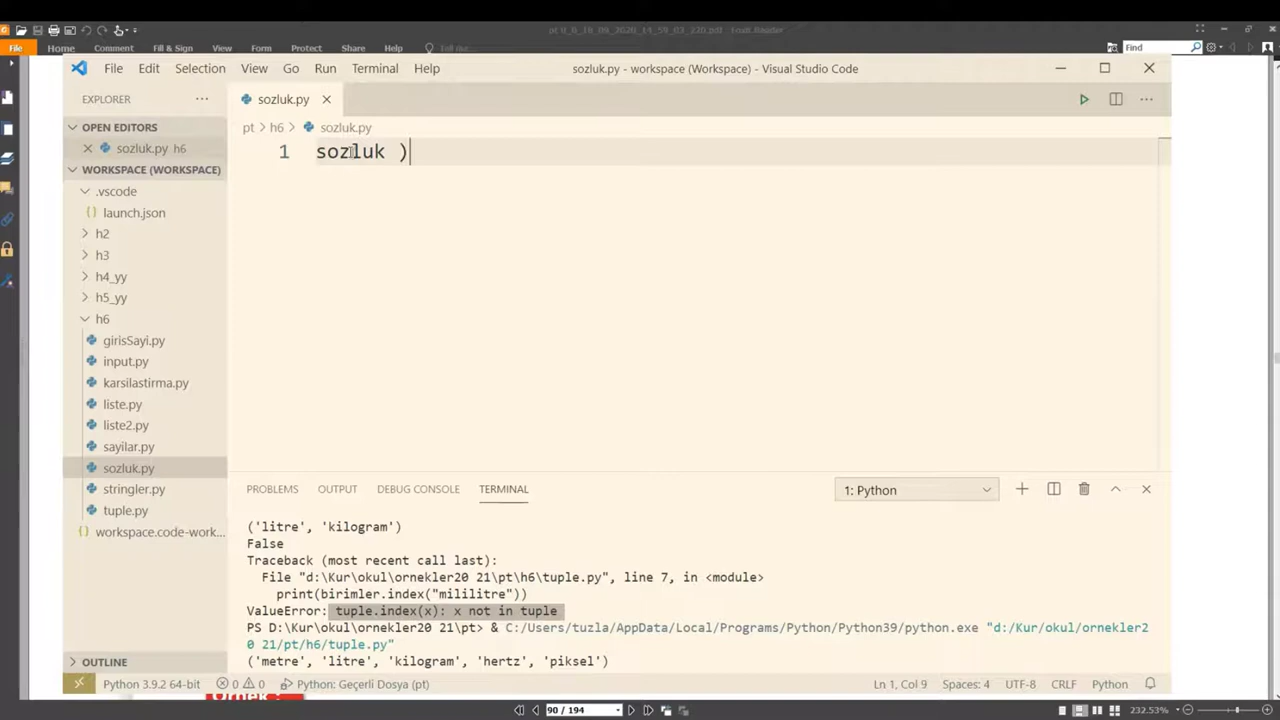 File Home Comment Fill & Sign View Form Protect Share Help Find
File Edit Selection View Go Run Terminal Help sozluk.py - workspace (Workspace) - Visual Studio Code
EXPLORER ... sozluk.py
OPEN EDITORS
sozluk.py h6
pt > h6 > sozluk.py
1 sozluk )
WORKSPACE (WORKSPACE)
.vscode
launch.json
h2
h3
h4_yy
h5_yy
h6
girisSayi.py
input.py
karsilastirma.py
liste.py
liste2.py
sayilar.py
sozluk.py
stringler.py
tuple.py
workspace.code-work...
PROBLEMS OUTPUT DEBUG CONSOLE TERMINAL 1: Python
('litre', 'kilogram')
False
Traceback (most recent call last):
File "d:\Kur\okul\ornekler20 21\pt\h6\tuple.py", line 7, in <module>
print(birimler.index("mililitre"))
ValueError: tuple.index(x): x not in tuple
PS D:\Kur\okul\ornekler20 21\pt> & C:/Users/tuzla/AppData/Local/Programs/Python/Python39/python.exe "d:/Kur/okul/ornekler2
0 21/pt/h6/tuple.py"
('metre', 'litre', 'kilogram', 'hertz', 'piksel')
OUTLINE
Python 3.9.2 64-bit 0 0 Python: Geçerli Dosya (pt) Ln 1, Col 9 Spaces: 4 UTF-8 CRLF Python
90 / 194 232.53%